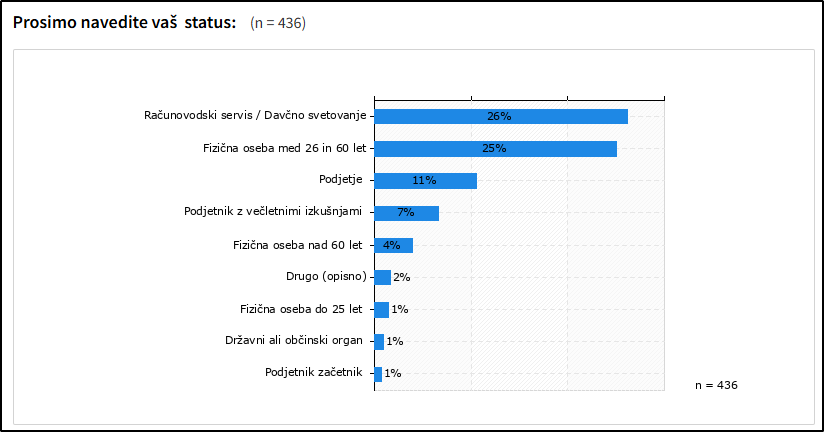 Prosimo navedite vaš status: (n = 436)
Računovodski servis / Davčno svetovanje 26%
Fizična oseba med 26 in 60 let 25%
Podjetje 11%
Podjetnik z večletnimi izkušnjami 7%
Fizična oseba nad 60 let 4%
Drugo (opisno) 2%
Fizična oseba do 25 let 1%
Državni ali občinski organ 1%
Podjetnik začetnik 1%
n = 436